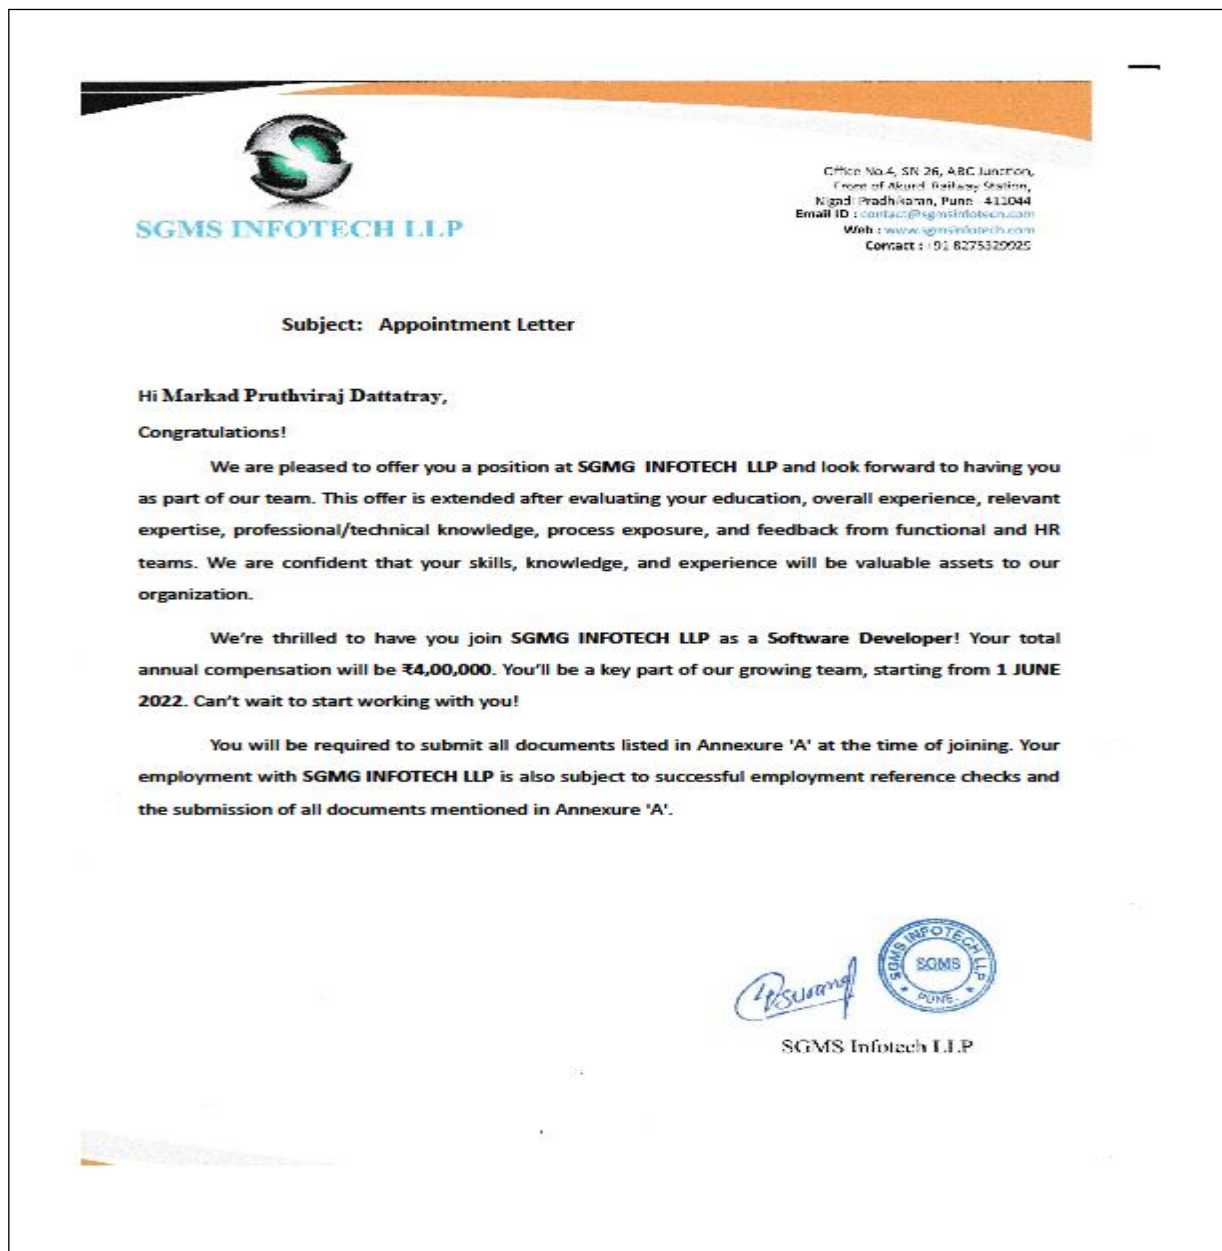 SGMS INFOTECH LLP
Office No.4, SN 26, ABC Junction,
Front of Akurdi Railway Station,
Nigadi Pradhikaran, Pune - 411044
Email ID : contact@sgmsinfotech.com
Web : www.sgmsinfotech.com
Contact : +91 8275329925
Subject: Appointment Letter
Hi Markad Pruthviraj Dattatray,
Congratulations!
We are pleased to offer you a position at SGMG INFOTECH LLP and look forward to having you
as part of our team. This offer is extended after evaluating your education, overall experience, relevant
expertise, professional/technical knowledge, process exposure, and feedback from functional and HR
teams. We are confident that your skills, knowledge, and experience will be valuable assets to our
organization.
We’re thrilled to have you join SGMG INFOTECH LLP as a Software Developer! Your total
annual compensation will be ₹4,00,000. You’ll be a key part of our growing team, starting from 1 JUNE
2022. Can’t wait to start working with you!
You will be required to submit all documents listed in Annexure 'A' at the time of joining. Your
employment with SGMG INFOTECH LLP is also subject to successful employment reference checks and
the submission of all documents mentioned in Annexure 'A'.
SGMS INFOTECH LLP
SGMS
PUNE
SGMS Infotech LLP